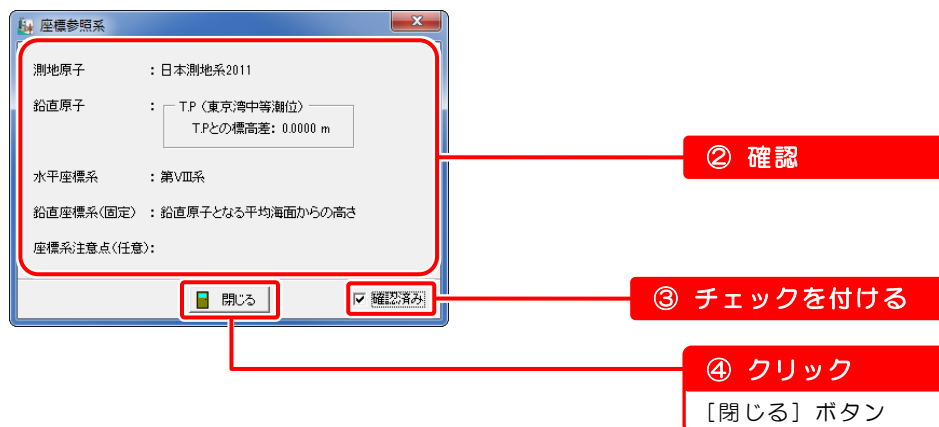 座標参照系
測地原子 : 日本測地系2011
鉛直原子 : T.P(東京湾中等潮位)
T.Pとの標高差: 0.0000 m
水平座標系 : 第VIII系
鉛直座標系(固定) : 鉛直原子となる平均海面からの高さ
座標系注意点(任意):
閉じる
確認済み
② 確認
③ チェックを付ける
④ クリック
[閉じる] ボタン